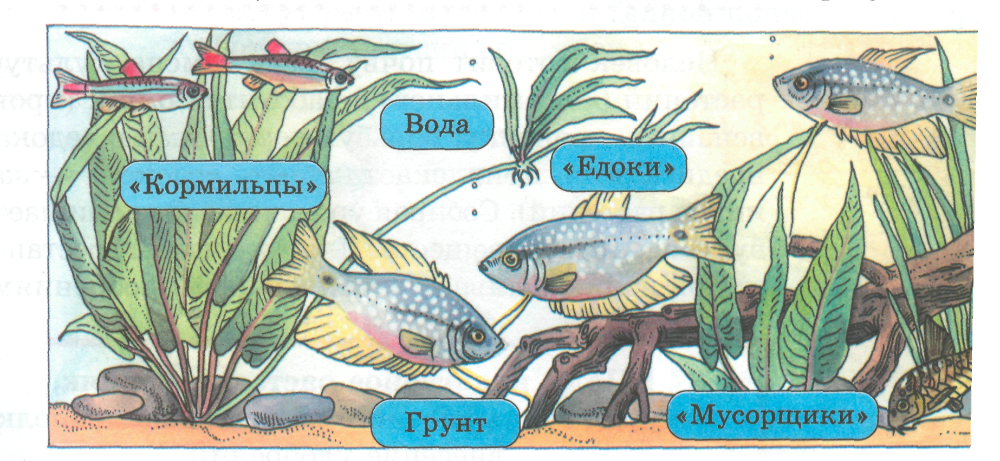 Вода
«Едоки»
«Кормильцы»
Грунт
«Мусорщики»